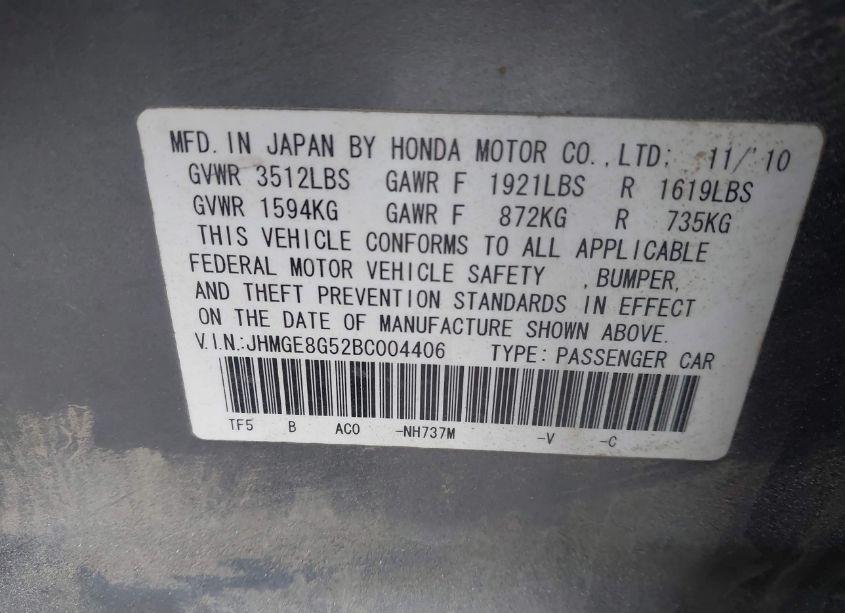 MFD. IN JAPAN BY HONDA MOTOR CO., LTD: 11/'10
GVWR 3512LBS GAWR F 1921LBS R 1619LBS
GVWR 1594KG GAWR F 872KG R 735KG
THIS VEHICLE CONFORMS TO ALL APPLICABLE
FEDERAL MOTOR VEHICLE SAFETY , BUMPER,
AND THEFT PREVENTION STANDARDS IN EFFECT
ON THE DATE OF MANUFACTURE SHOWN ABOVE.
V.I.N.:JHMGE8G52BC004406 TYPE: PASSENGER CAR
TF5 B AC0 -NH737M -V -C